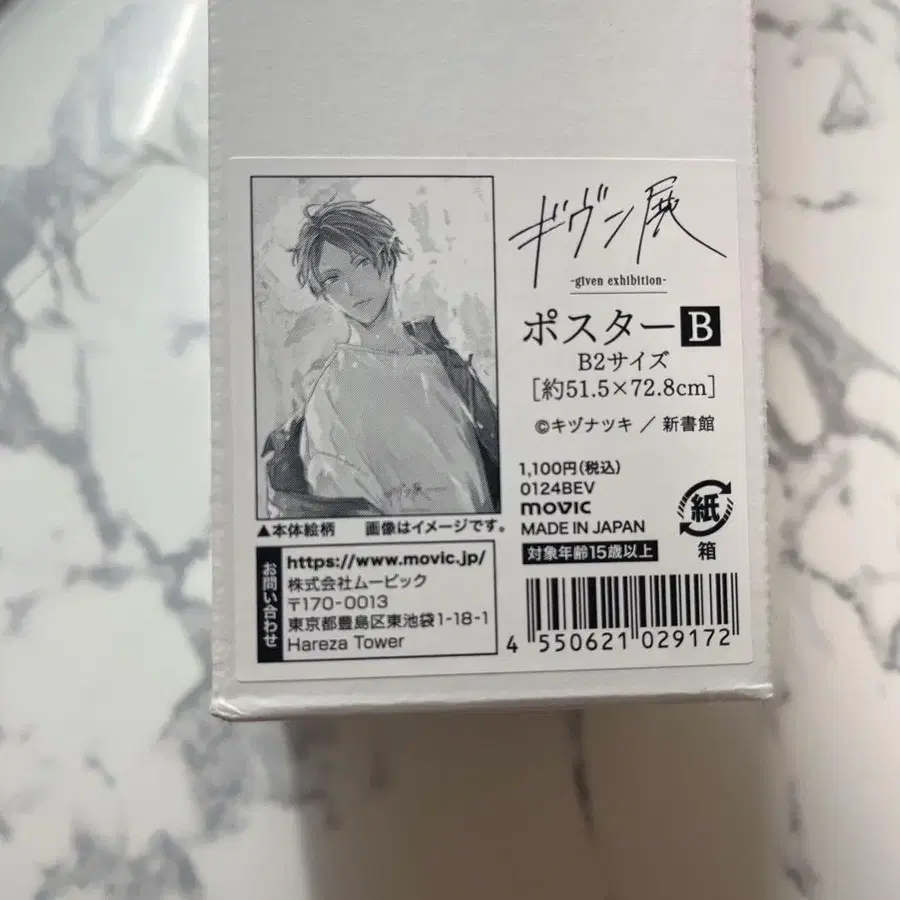 ギヴン展
-given exhibition-
ポスターB
B2サイズ
[約51.5×72.8cm]
©キヅナツキ / 新書館
1,100円(税込)
0124BEV
movic
MADE IN JAPAN
対象年齢15歳以上
紙
箱
ギヴン展
▲本体絵柄 画像はイメージです。
お問い合わせ
https://www.movic.jp/
株式会社ムービック
〒170-0013
東京都豊島区東池袋1-18-1
Hareza Tower
4 550621 029172